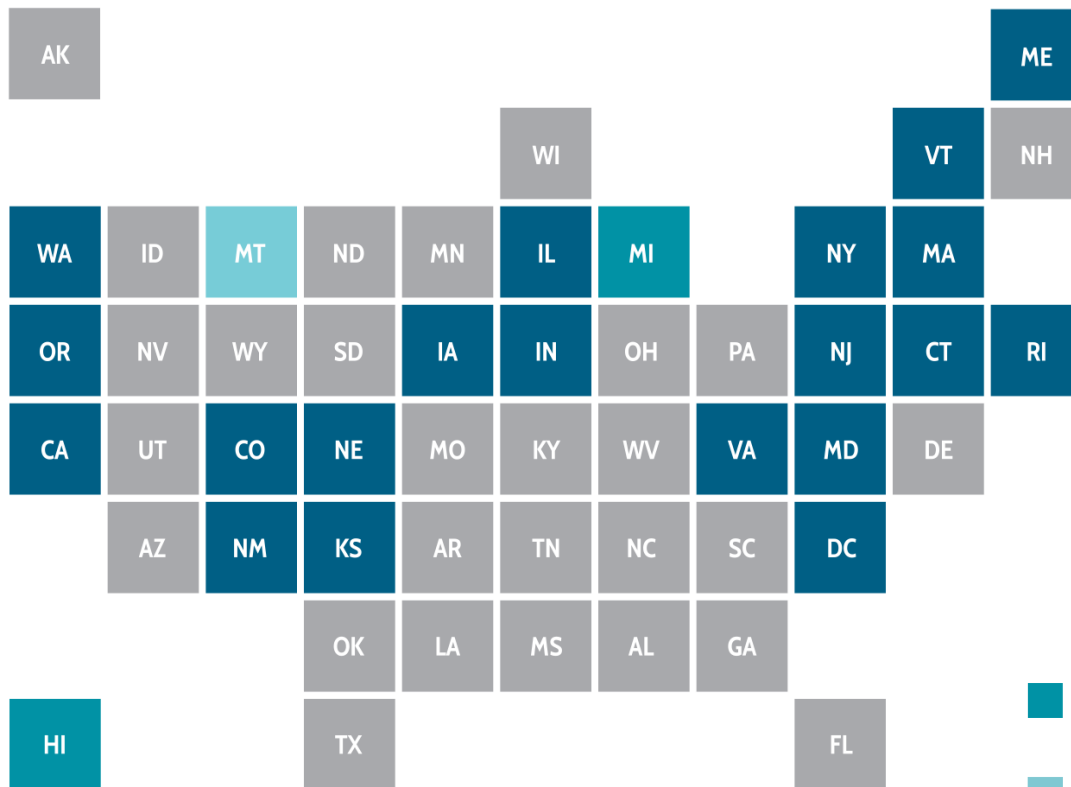 AK ME
WI VT NH
WA ID MT ND MN IL MI NY MA
OR NV WY SD IA IN OH PA NJ CT RI
CA UT CO NE MO KY WV VA MD DE
AZ NM KS AR TN NC SC DC
OK LA MS AL GA
HI TX FL